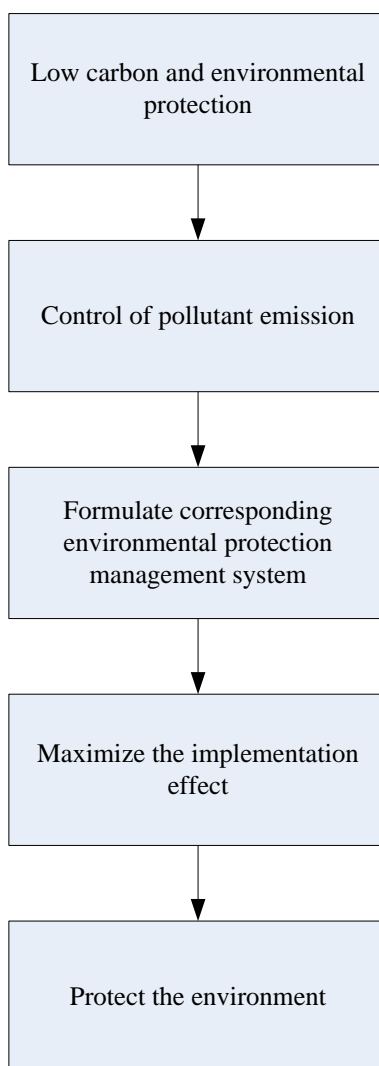 Low carbon and environmental
protection
Control of pollutant emission
Formulate corresponding
environmental protection
management system
Maximize the implementation
effect
Protect the environment